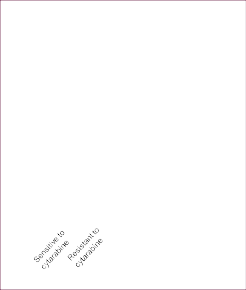 Sensitive to
cytarabine
Resistant to
cytarabine